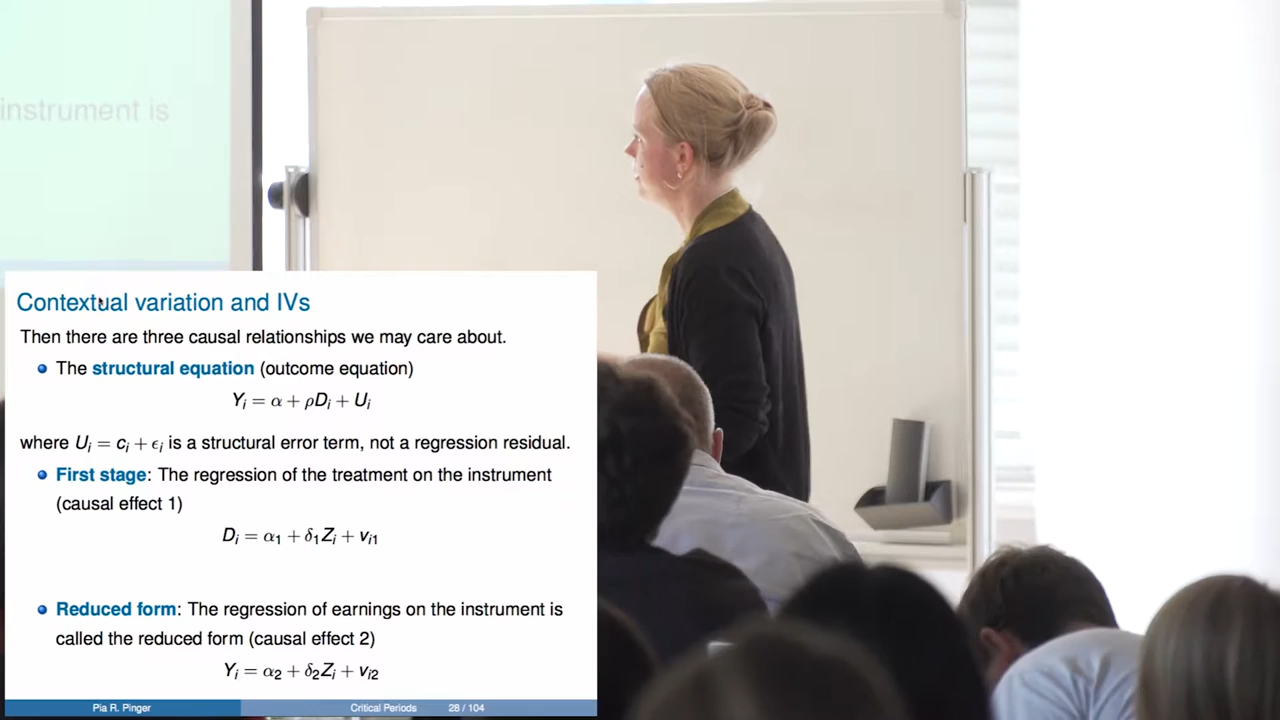 instrument is
Contextual variation and IVs
Then there are three causal relationships we may care about.
The structural equation (outcome equation)
Yᵢ = α + ρDᵢ + Uᵢ
where Uᵢ = cᵢ + ϵᵢ is a structural error term, not a regression residual.
First stage: The regression of the treatment on the instrument
(causal effect 1)
Dᵢ = α₁ + δ₁Zᵢ + vᵢ₁
Reduced form: The regression of earnings on the instrument is
called the reduced form (causal effect 2)
Yᵢ = α₂ + δ₂Zᵢ + vᵢ₂
Pia R. Pinger Critical Periods 28 / 104